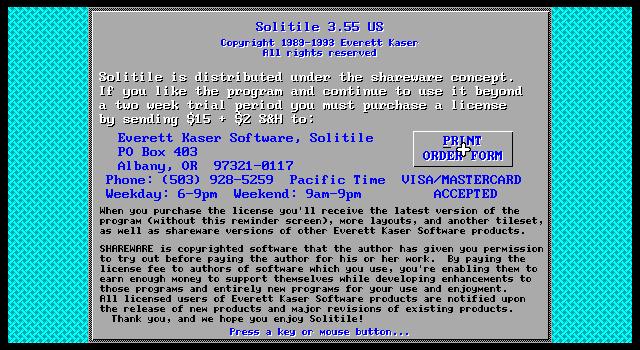 Solitile 3.55 US
Copyright 1989-1993 Everett Kaser
All rights reserved
Solitile is distributed under the shareware concept.
If you like the program and continue to use it beyond
a two week trial period you must purchase a license
by sending $15 + $2 S&H to:
Everett Kaser Software, Solitile
PO Box 403
Albany, OR  97321-0117
PRINT
ORDER FORM
Phone: (503) 928-5259  Pacific Time
Weekday: 6-9pm  Weekend: 9am-9pm
VISA/MASTERCARD
ACCEPTED
When you purchase the license you'll receive the latest version of the
program (without this reminder screen), more layouts, and another tileset,
as well as shareware versions of other Everett Kaser Software products.
SHAREWARE is copyrighted software that the author has given you permission
to try out before paying the author for his or her work.  By paying the
license fee to authors of software which you use, you're enabling them to
earn enough money to support themselves while developing enhancements to
those programs and entirely new programs for your use and enjoyment.
All licensed users of Everett Kaser Software products are notified upon
the release of new products and major revisions of existing products.
Thank you, and we hope you enjoy Solitile!
Press a key or mouse button...